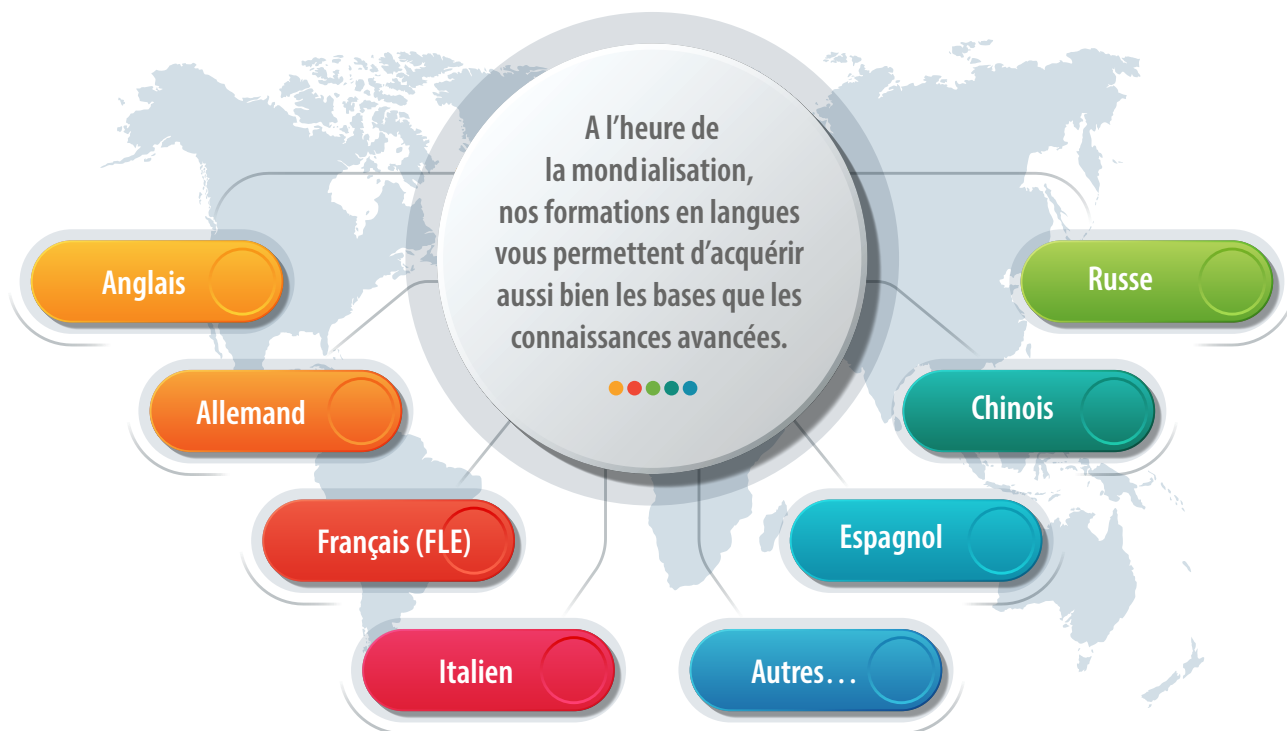 A l’heure de
la mondialisation,
nos formations en langues
vous permettent d’acquérir
aussi bien les bases que les
connaissances avancées.
Anglais
Allemand
Français (FLE)
Italien
Russe
Chinois
Espagnol
Autres…